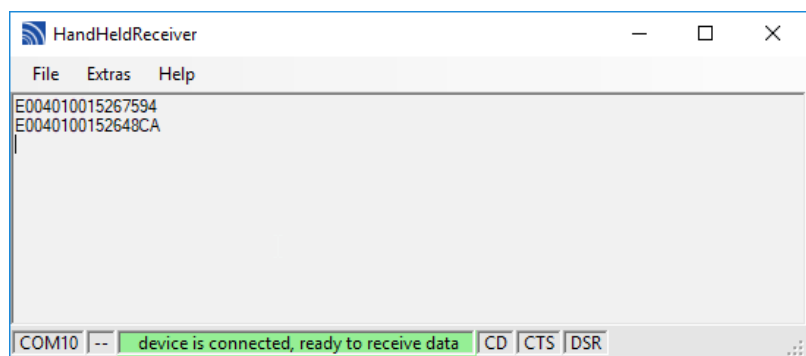 HandHeldReceiver
File Extras Help
E004010015267594
E0040100152648CA
COM10 -- device is connected, ready to receive data CD CTS DSR